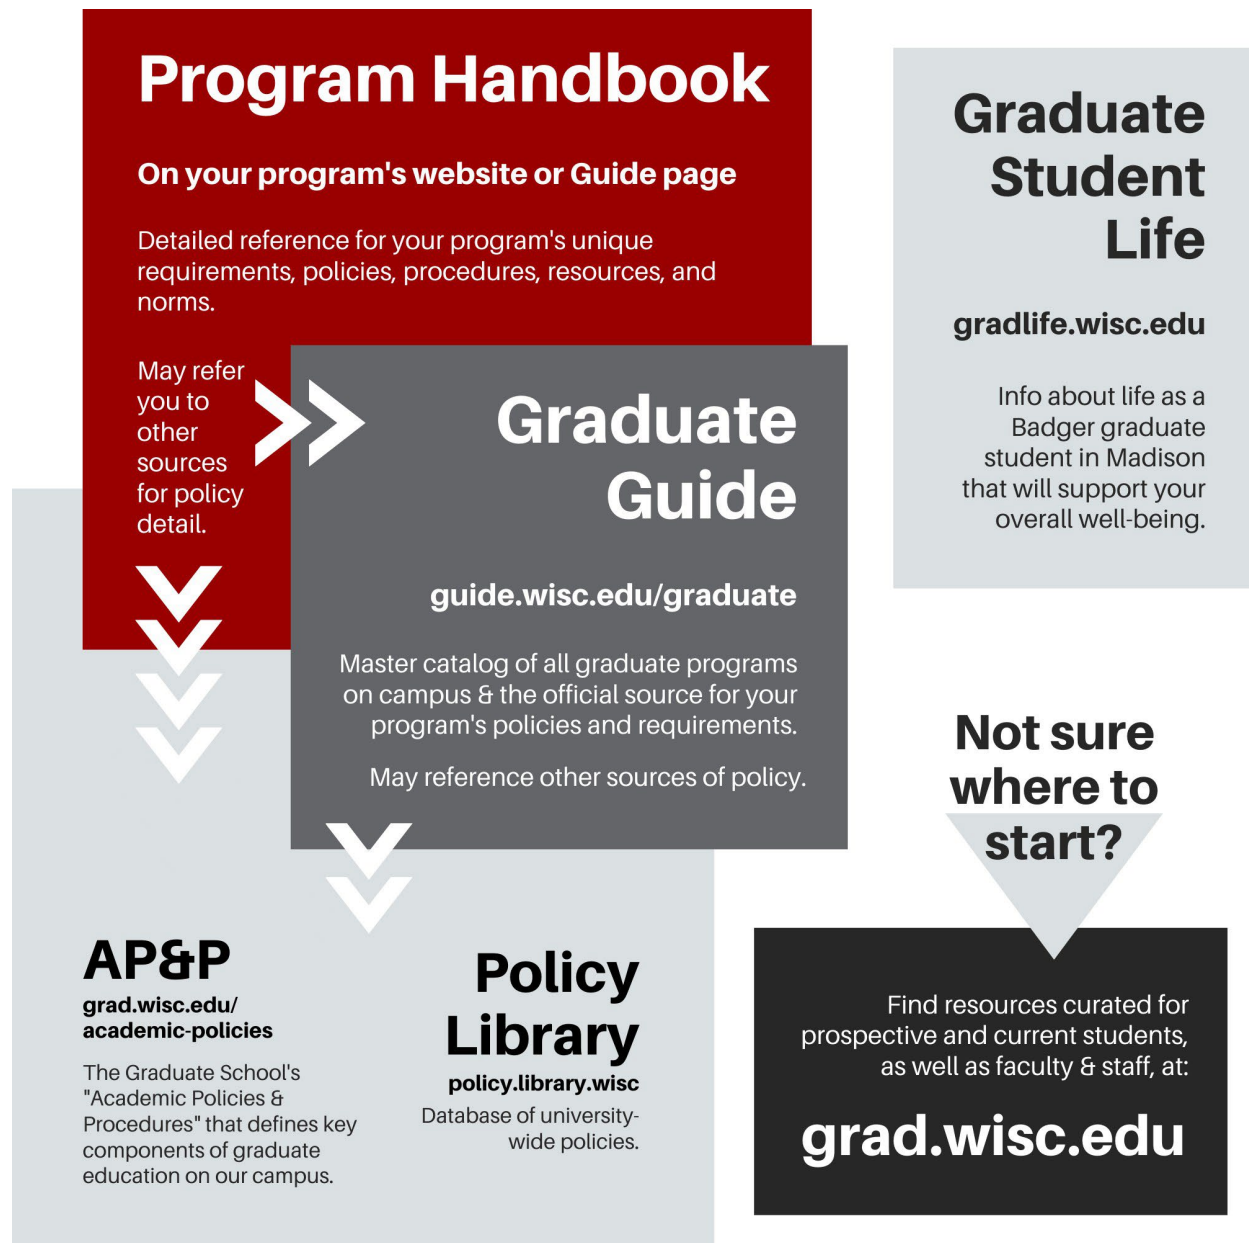 Program Handbook
On your program's website or Guide page
Detailed reference for your program's unique
requirements, policies, procedures, resources, and
norms.
May refer
you to
other
sources
for policy
detail.
Graduate
Guide
guide.wisc.edu/graduate
Master catalog of all graduate programs
on campus & the official source for your
program's policies and requirements.
May reference other sources of policy.
AP&P
grad.wisc.edu/
academic-policies
The Graduate School's
"Academic Policies &
Procedures" that defines key
components of graduate
education on our campus.
Policy
Library
policy.library.wisc
Database of university-
wide policies.
Graduate
Student
Life
gradlife.wisc.edu
Info about life as a
Badger graduate
student in Madison
that will support your
overall well-being.
Not sure
where to
start?
Find resources curated for
prospective and current students,
as well as faculty & staff, at:
grad.wisc.edu